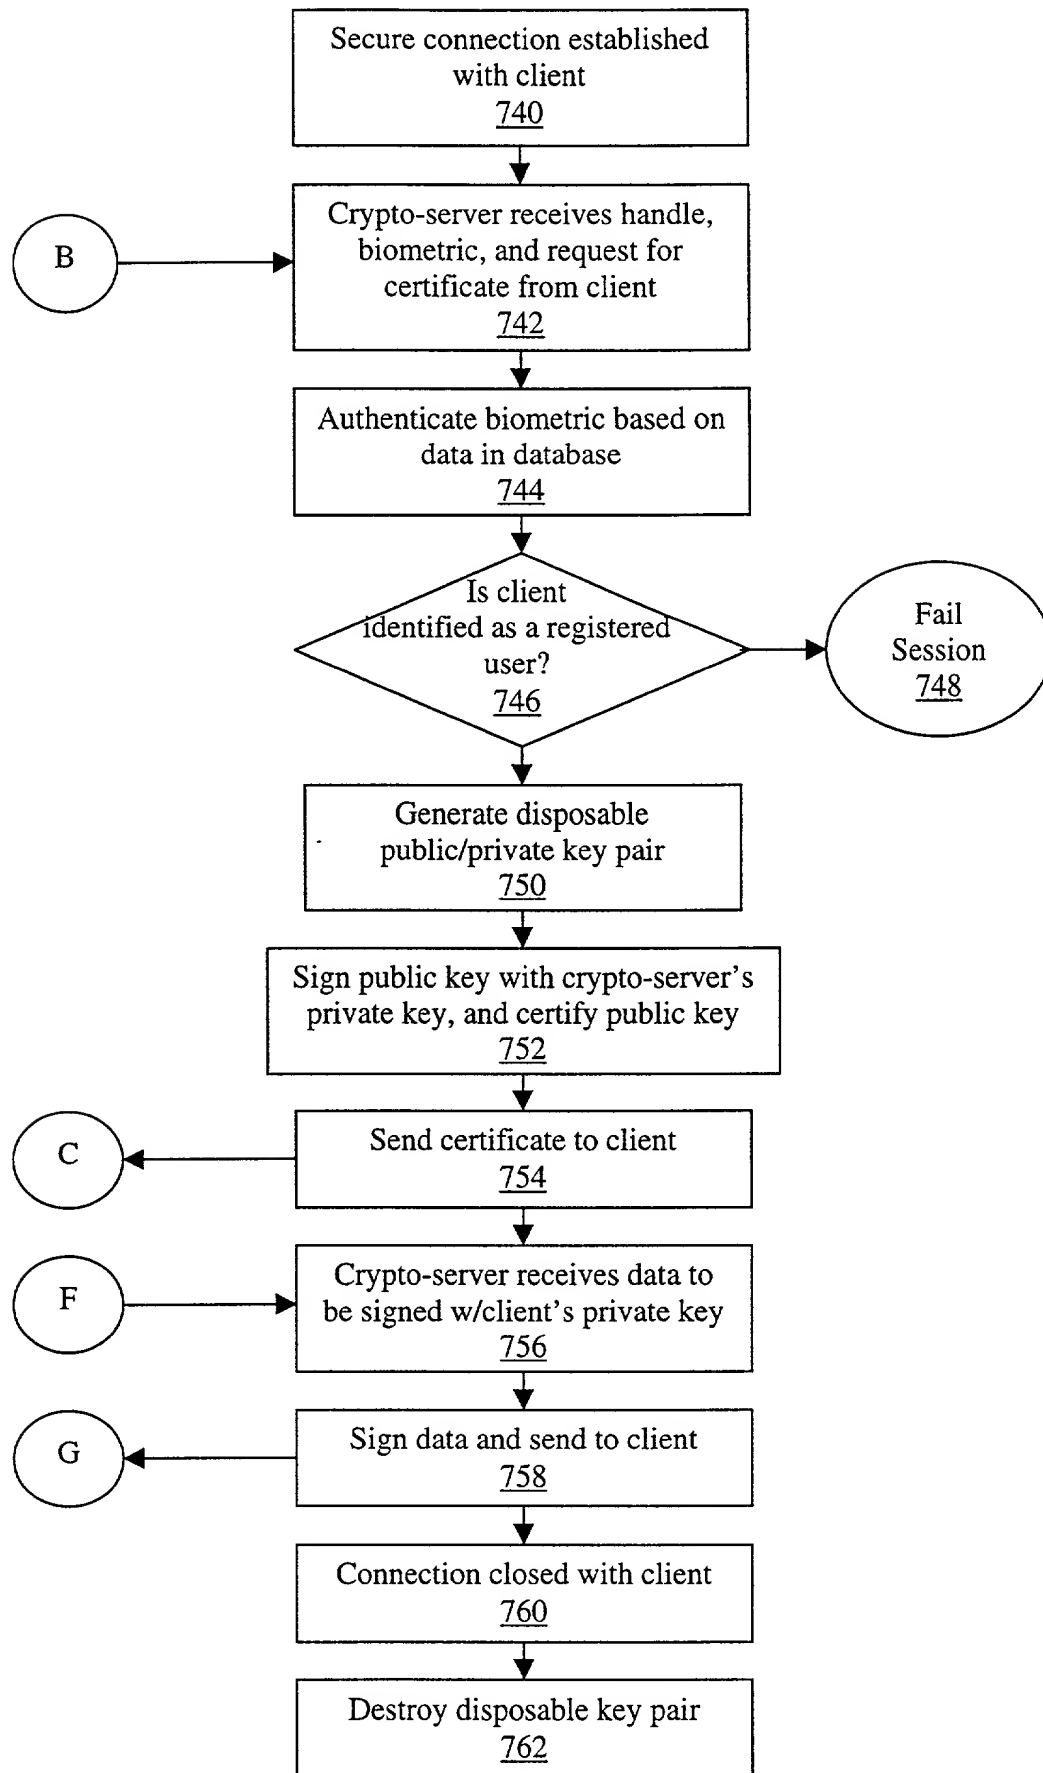 Secure connection established
with client
740
B
Crypto-server receives handle,
biometric, and request for
certificate from client
742
Authenticate biometric based on
data in database
744
Is client
identified as a registered
user?
746
Fail
Session
748
Generate disposable
public/private key pair
750
Sign public key with crypto-server's
private key, and certify public key
752
C
Send certificate to client
754
F
Crypto-server receives data to
be signed w/client's private key
756
G
Sign data and send to client
758
Connection closed with client
760
Destroy disposable key pair
762